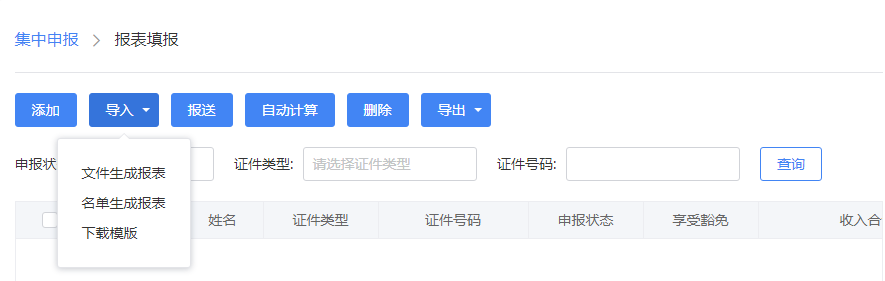 集中申报 > 报表填报
添加 导入 报送 自动计算 删除 导出
申报状 证件类型: 请选择证件类型 证件号码: 查询
文件生成报表
名单生成报表
下载模版
姓名 证件类型 证件号码 申报状态 享受豁免 收入合